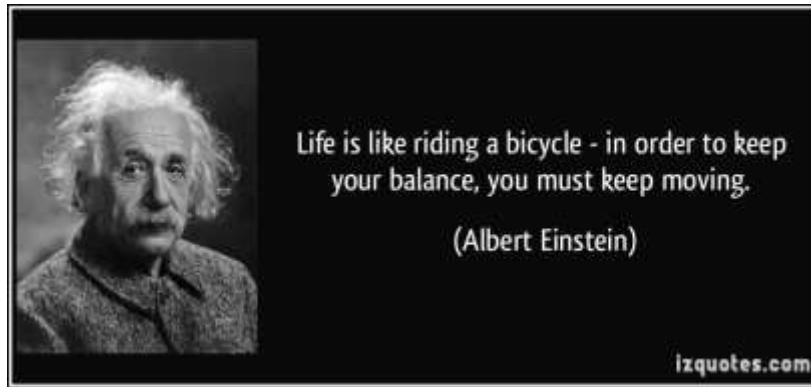 Life is like riding a bicycle - in order to keep
your balance, you must keep moving.
(Albert Einstein)
izquotes.com